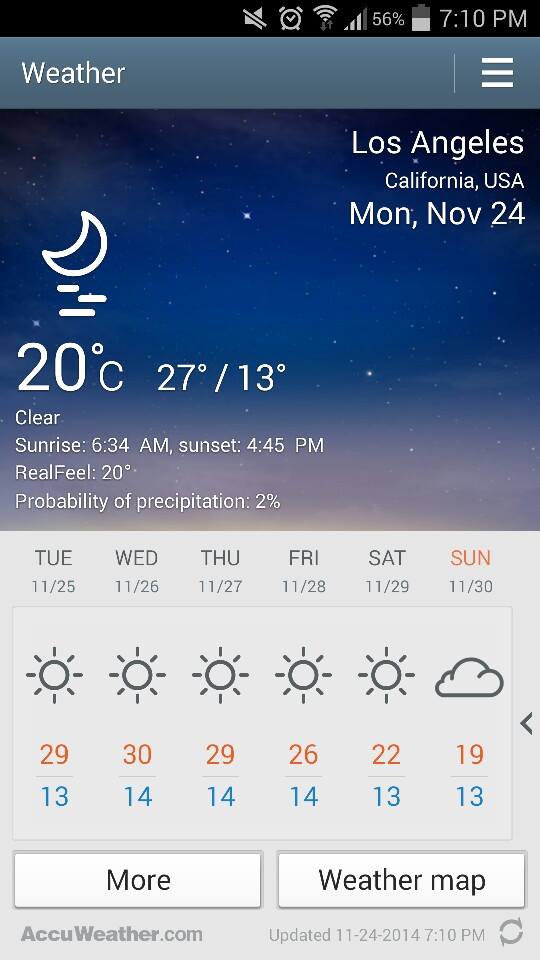 56% 7:10 PM
Weather
Los Angeles
California, USA
Mon, Nov 24
20°C 27° / 13°
Clear
Sunrise: 6:34 AM, sunset: 4:45 PM
RealFeel: 20°
Probability of precipitation: 2%
TUE WED THU FRI SAT SUN
11/25 11/26 11/27 11/28 11/29 11/30
29 30 29 26 22 19
13 14 14 14 13 13
More Weather map
AccuWeather.com Updated 11-24-2014 7:10 PM